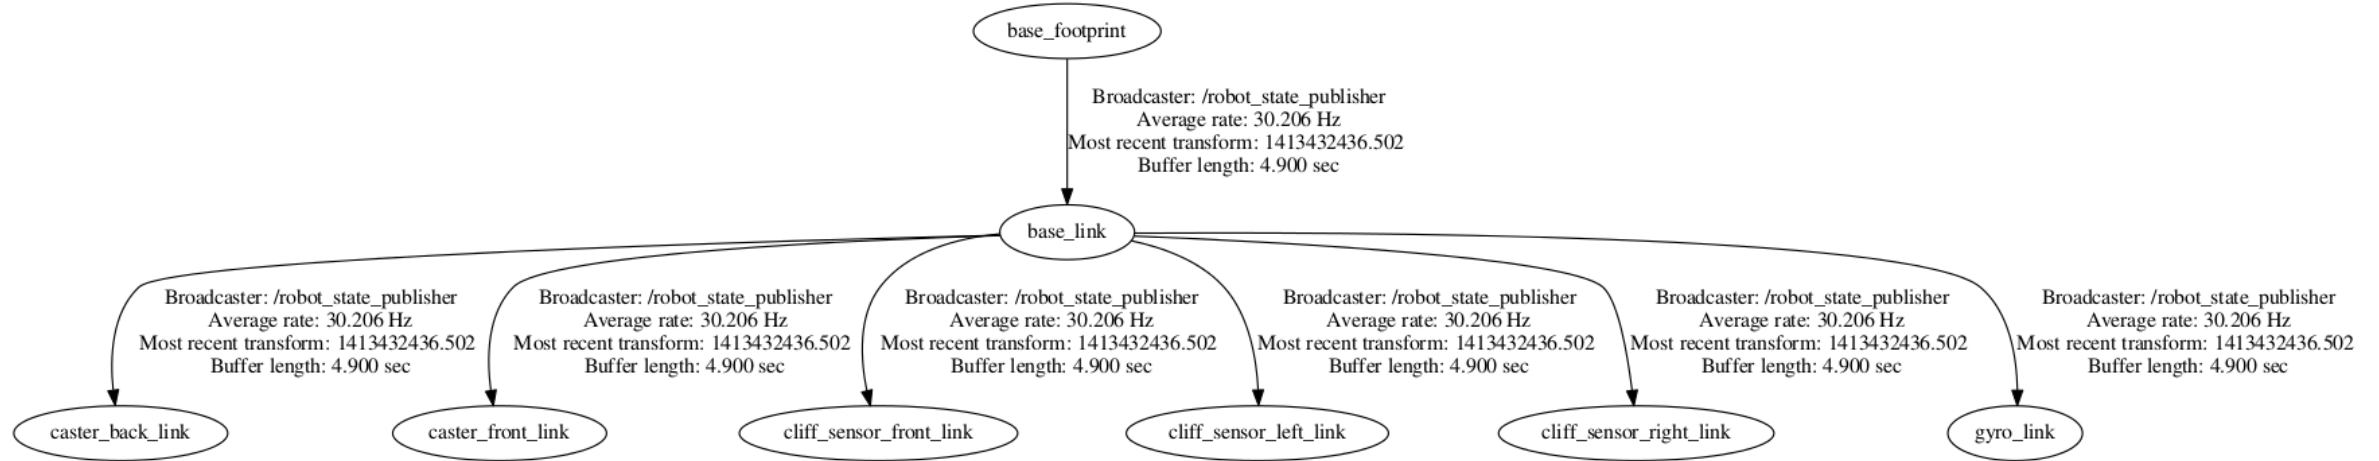 base_footprint
Broadcaster: /robot_state_publisher
Average rate: 30.206 Hz
Most recent transform: 1413432436.502
Buffer length: 4.900 sec
base_link
Broadcaster: /robot_state_publisher
Average rate: 30.206 Hz
Most recent transform: 1413432436.502
Buffer length: 4.900 sec
Broadcaster: /robot_state_publisher
Average rate: 30.206 Hz
Most recent transform: 1413432436.502
Buffer length: 4.900 sec
Broadcaster: /robot_state_publisher
Average rate: 30.206 Hz
Most recent transform: 1413432436.502
Buffer length: 4.900 sec
Broadcaster: /robot_state_publisher
Average rate: 30.206 Hz
Most recent transform: 1413432436.502
Buffer length: 4.900 sec
Broadcaster: /robot_state_publisher
Average rate: 30.206 Hz
Most recent transform: 1413432436.502
Buffer length: 4.900 sec
Broadcaster: /robot_state_publisher
Average rate: 30.206 Hz
Most recent transform: 1413432436.502
Buffer length: 4.900 sec
caster_back_link
caster_front_link
cliff_sensor_front_link
cliff_sensor_left_link
cliff_sensor_right_link
gyro_link